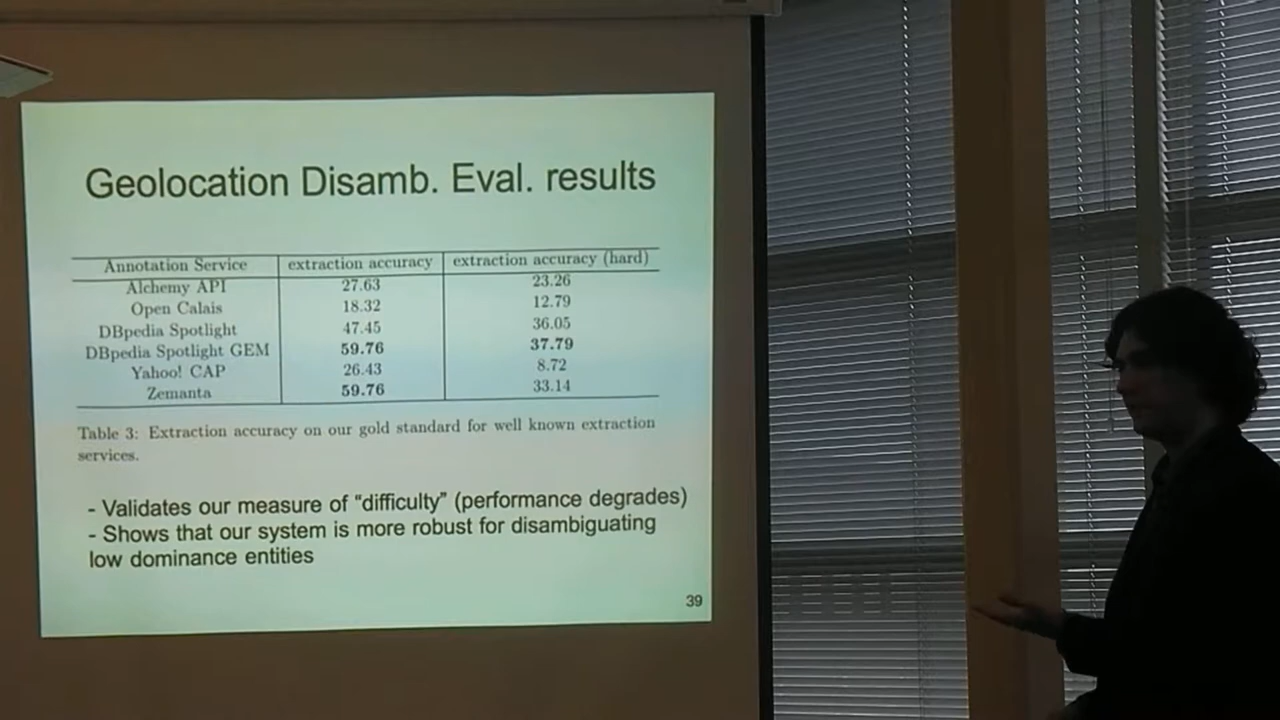 Geolocation Disamb. Eval. results
Annotation Service extraction accuracy extraction accuracy (hard)
Alchemy API 27.63 23.26
Open Calais 18.32 12.79
DBpedia Spotlight 47.45 36.05
DBpedia Spotlight GEM 59.76 37.79
Yahoo! CAP 26.43 8.72
Zemanta 59.76 33.14
Table 3: Extraction accuracy on our gold standard for well known extraction
services.
- Validates our measure of “difficulty” (performance degrades)
- Shows that our system is more robust for disambiguating
low dominance entities
39